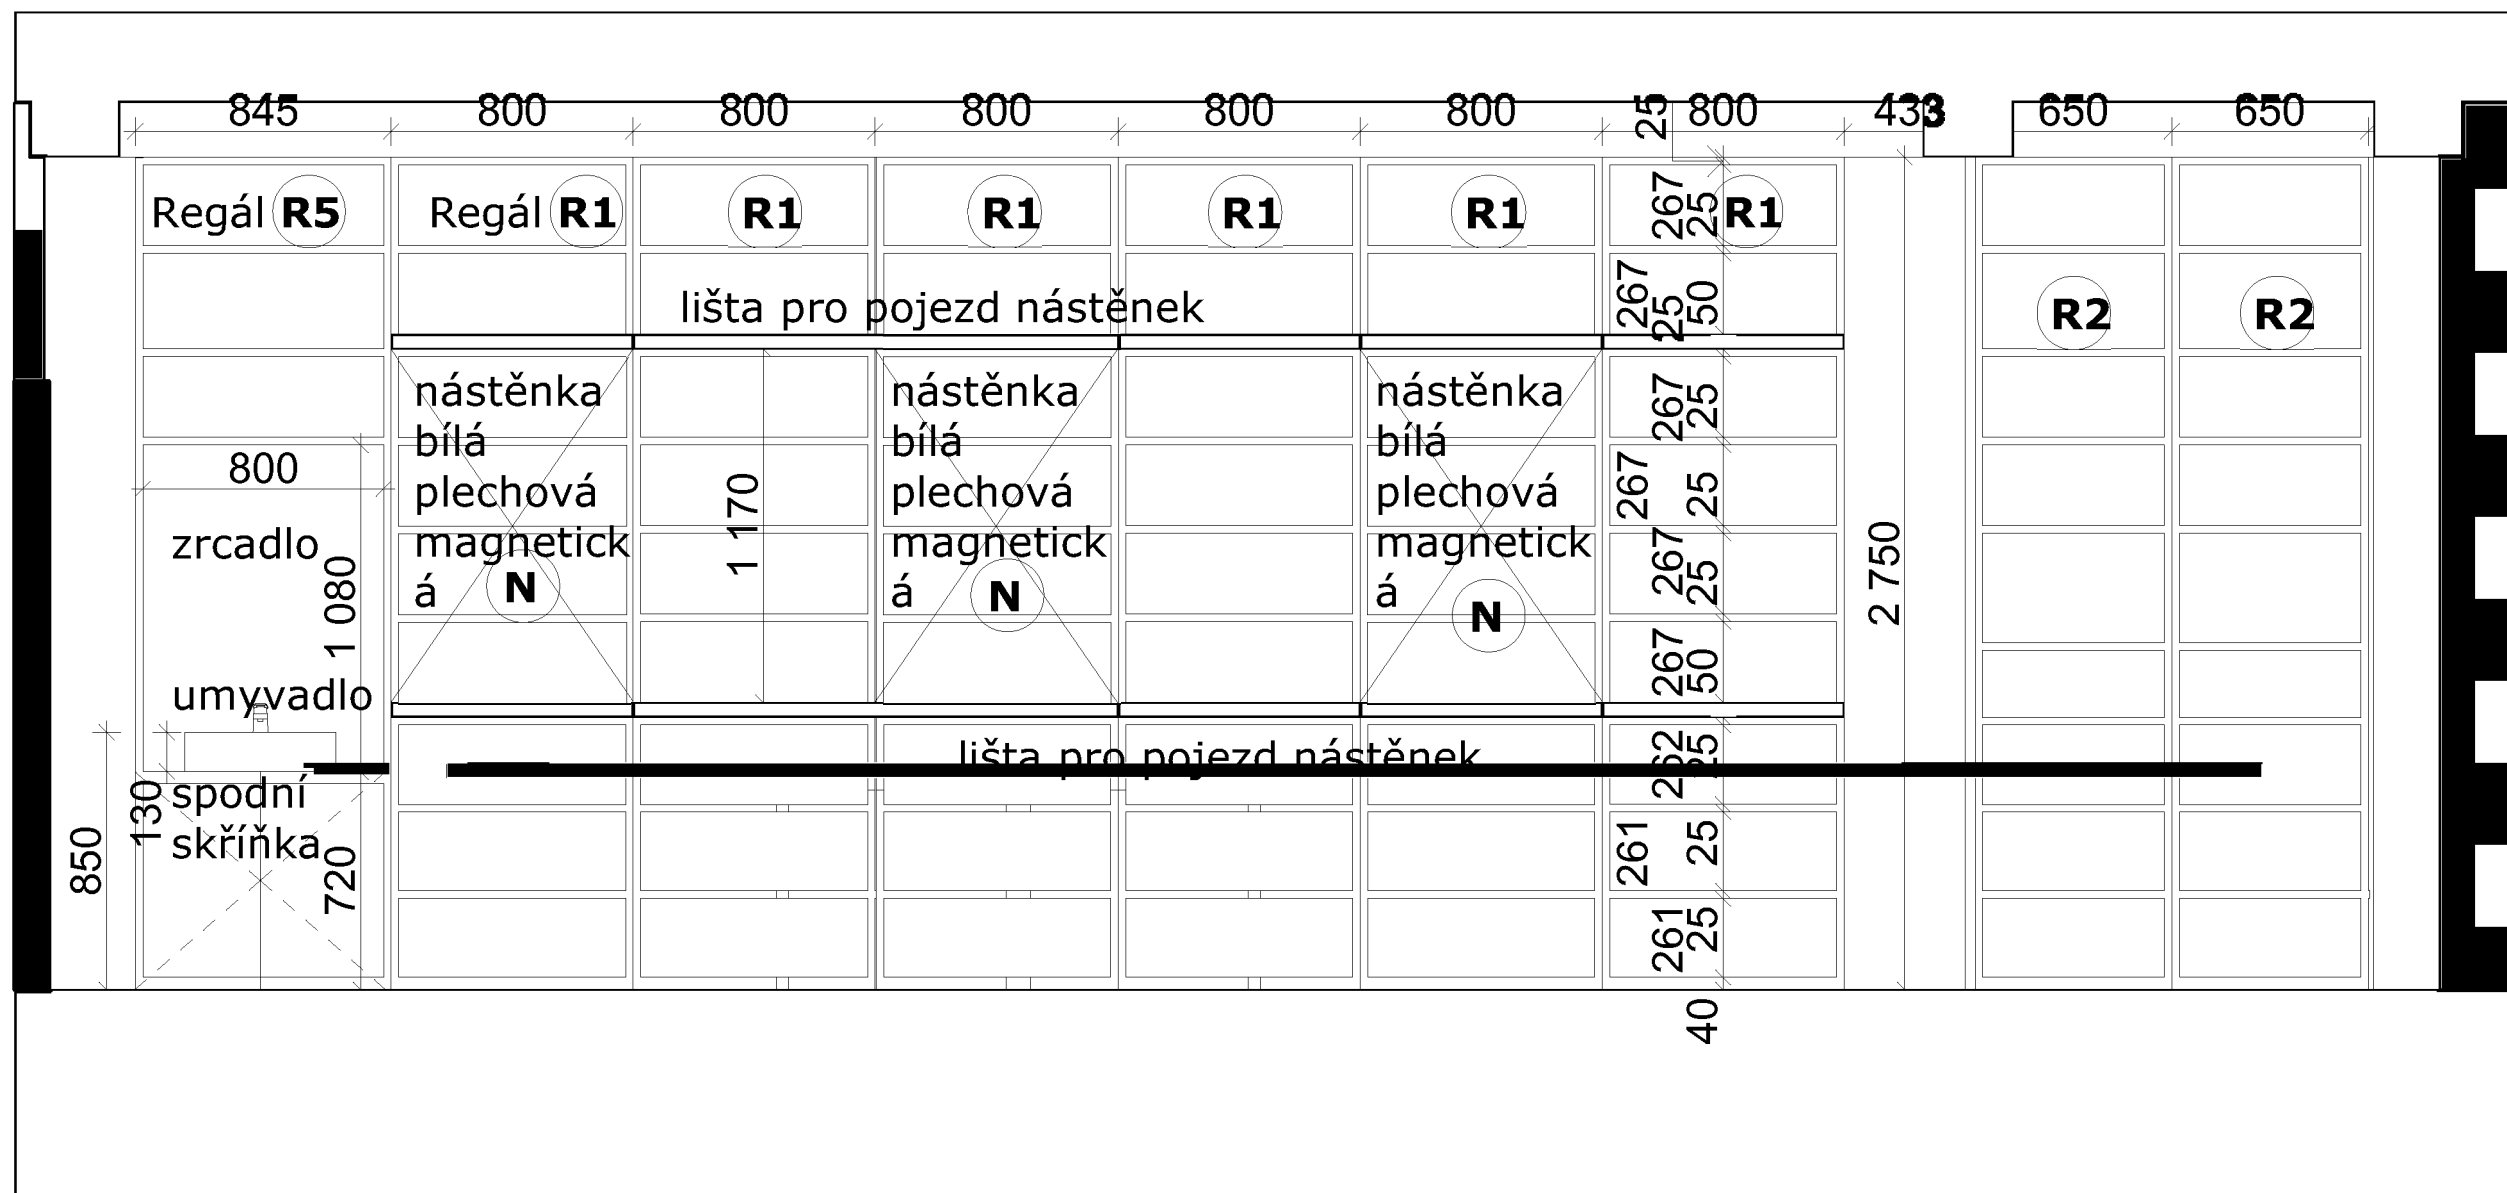 845 800 800 800 800 800 800 433 650 650
25
Regál R5 Regál R1 R1 R1 R1 R1 R1
267 25
lišta pro pojezd nástěnek
267 25 50
R2 R2
nástěnka nástěnka nástěnka
bílá bílá bílá
plechová plechová plechová
magnetick magnetick magnetick
á á á
N N N
267 25
800
267 25
1 170
zrcadlo
1 080
267 25
2 750
umyvadlo
267 50
lišta pro pojezd nástěnek
262 25
spodní
skříňka
130
850
720
261 25
261 25
40